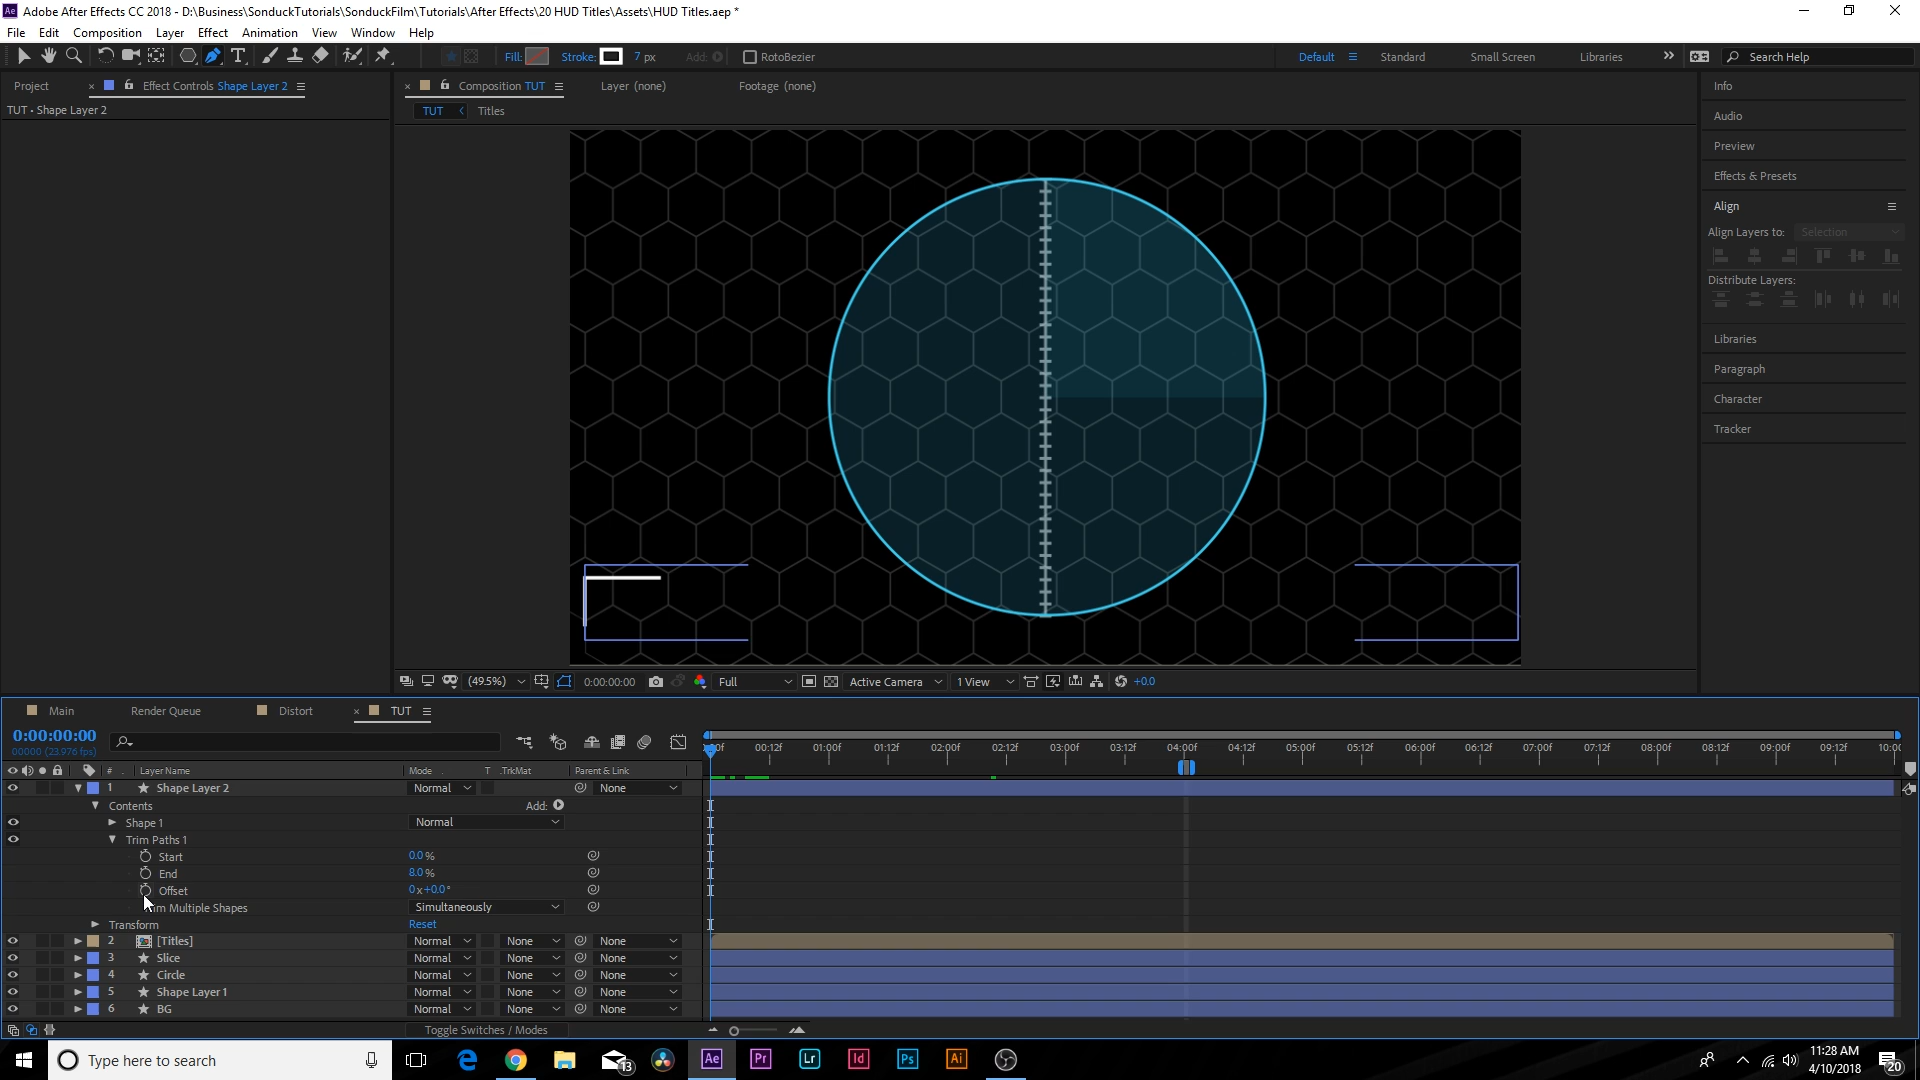 Adobe After Effects CC 2018 - D:\Business\SonduckTutorials\SonduckFilm\Tutorials\After Effects\20 HUD Titles\Assets\HUD Titles.aep *
File Edit Composition Layer Effect Animation View Window Help
Fill: Stroke: 7 px Add: RotoBezier Default Standard Small Screen Libraries Search Help
Project Effect Controls Shape Layer 2 Composition TUT Layer (none) Footage (none)
TUT • Shape Layer 2
TUT Titles
Info
Audio
Preview
Effects & Presets
Align
Align Layers to: Selection
Distribute Layers:
Libraries
Paragraph
Character
Tracker
(49.5%) 0:00:00:00 Full Active Camera 1 View +0.0
Main Render Queue Distort TUT
0:00:00:00
00000 (23.976 fps)
00:12f 01:00f 01:12f 02:00f 02:12f 03:00f 03:12f 04:00f 04:12f 05:00f 05:12f 06:00f 06:12f 07:00f 07:12f 08:00f 08:12f 09:00f 09:12f
# Layer Name Mode T .TrkMat Parent & Link
1 Shape Layer 2 Normal None
Contents Add:
Shape 1 Normal
Trim Paths 1
Start 0.0 %
End 8.0 %
Offset 0x+0.0°
Multiple Shapes Simultaneously
Transform Reset
2 [Titles] Normal None None
3 Slice Normal None None
4 Circle Normal None None
5 Shape Layer 1 Normal None None
6 BG Normal None None
Toggle Switches / Modes
Type here to search 13 Ae Pr Lr Id Ps Ai 11:28 AM
4/10/2018 20